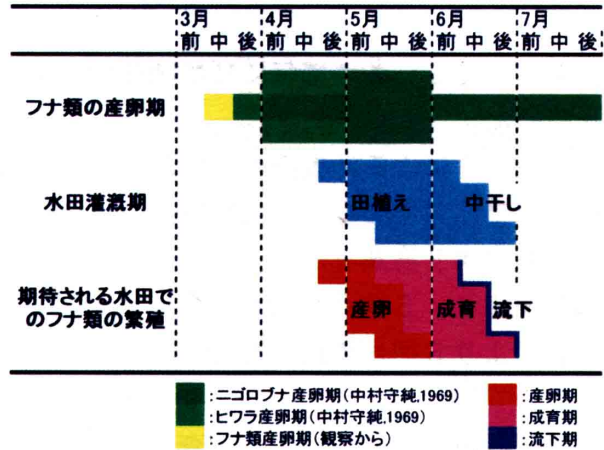 3月 4月 5月 6月 7月
前 中 後 前 中 後 前 中 後 前 中 後 前 中 後
フナ類の産卵期
水田灌漑期
田植え 中干し
期待される水田で
のフナ類の繁殖
産卵 成育 流下
:ニゴロブナ産卵期(中村守純,1969)
:ヒワラ産卵期(中村守純,1969)
:フナ類産卵期(観察から)
:産卵期
:成育期
:流下期